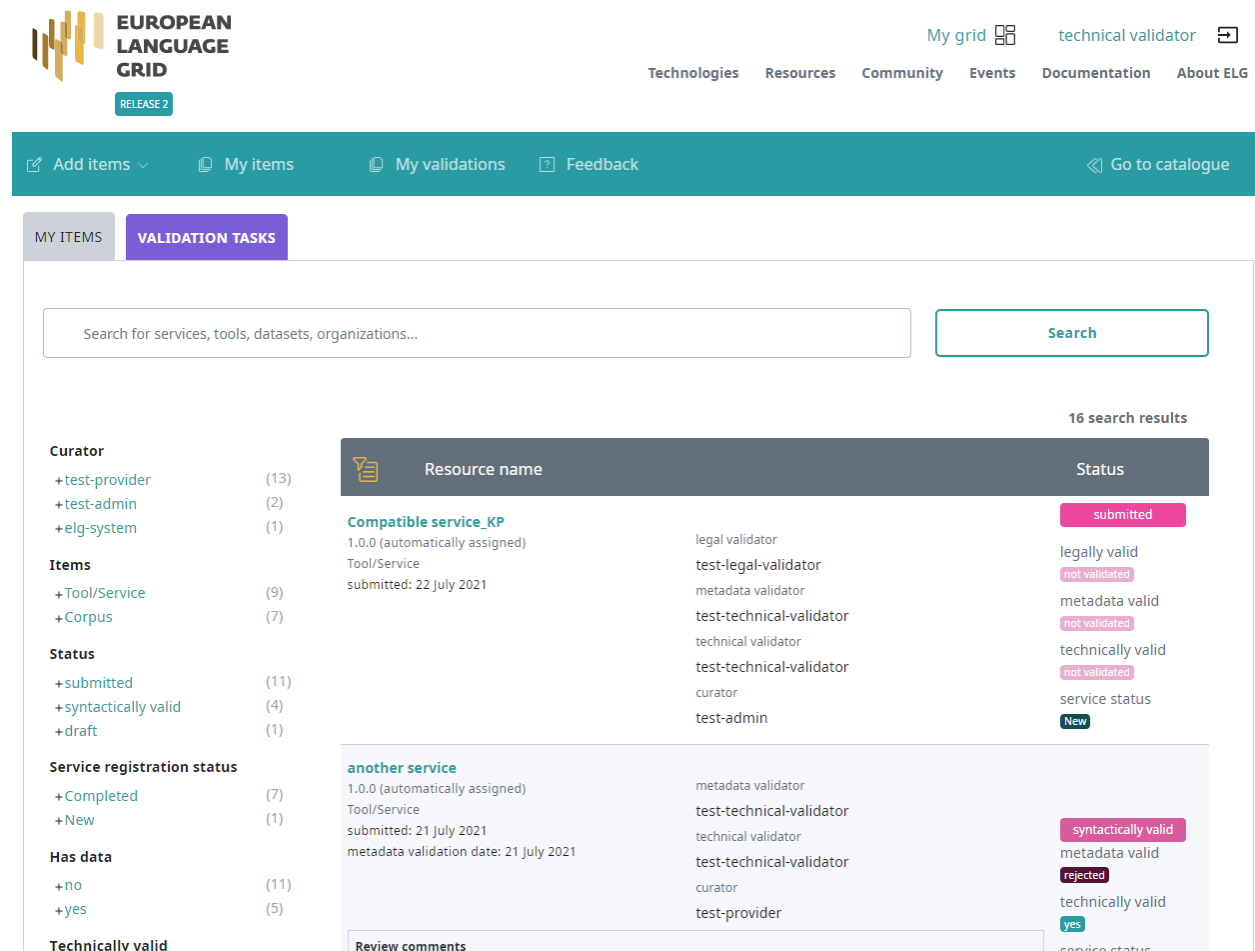 EUROPEAN
LANGUAGE
GRID
RELEASE 2
My grid
technical validator
Technologies Resources Community Events Documentation About ELG
Add items My items My validations Feedback Go to catalogue
MY ITEMS VALIDATION TASKS
Search for services, tools, datasets, organizations...
Search
16 search results
Curator
+test-provider (13)
+test-admin (2)
+elg-system (1)
Items
+Tool/Service (9)
+Corpus (7)
Status
+submitted (11)
+syntactically valid (4)
+draft (1)
Service registration status
+Completed (7)
+New (1)
Has data
+no (11)
+yes (5)
Technically valid
Resource name Status
Compatible service_KP
1.0.0 (automatically assigned)
Tool/Service
submitted: 22 July 2021
legal validator
test-legal-validator
metadata validator
test-technical-validator
technical validator
test-technical-validator
curator
test-admin
submitted
legally valid
not validated
metadata valid
not validated
technically valid
not validated
service status
New
another service
1.0.0 (automatically assigned)
Tool/Service
submitted: 21 July 2021
metadata validation date: 21 July 2021
metadata validator
test-technical-validator
technical validator
test-technical-validator
curator
test-provider
syntactically valid
metadata valid
rejected
technically valid
yes
service status
Review comments